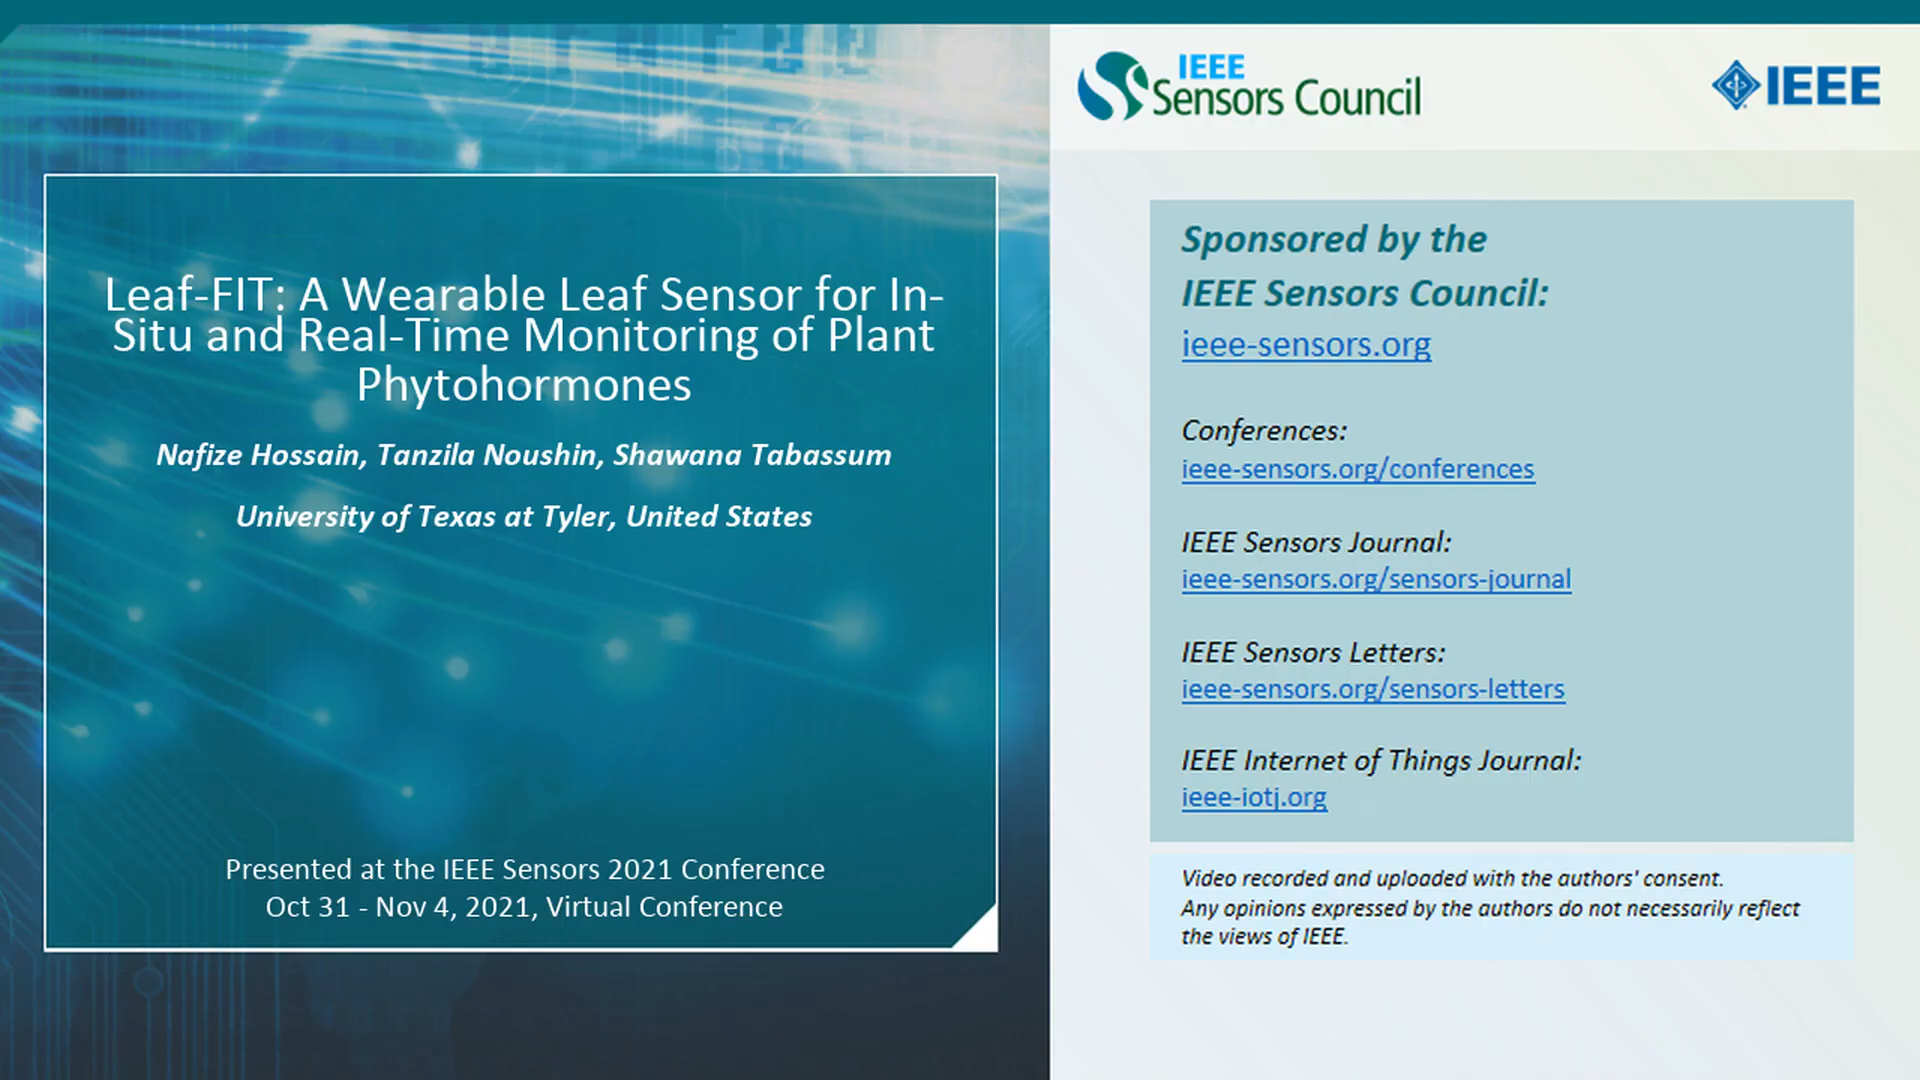 Leaf-FIT: A Wearable Leaf Sensor for In-
Situ and Real-Time Monitoring of Plant
Phytohormones
Nafize Hossain, Tanzila Noushin, Shawana Tabassum
University of Texas at Tyler, United States
Presented at the IEEE Sensors 2021 Conference
Oct 31 - Nov 4, 2021, Virtual Conference
IEEE
Sensors Council
IEEE
Sponsored by the
IEEE Sensors Council:
ieee-sensors.org
Conferences:
ieee-sensors.org/conferences
IEEE Sensors Journal:
ieee-sensors.org/sensors-journal
IEEE Sensors Letters:
ieee-sensors.org/sensors-letters
IEEE Internet of Things Journal:
ieee-iotj.org
Video recorded and uploaded with the authors' consent.
Any opinions expressed by the authors do not necessarily reflect
the views of IEEE.